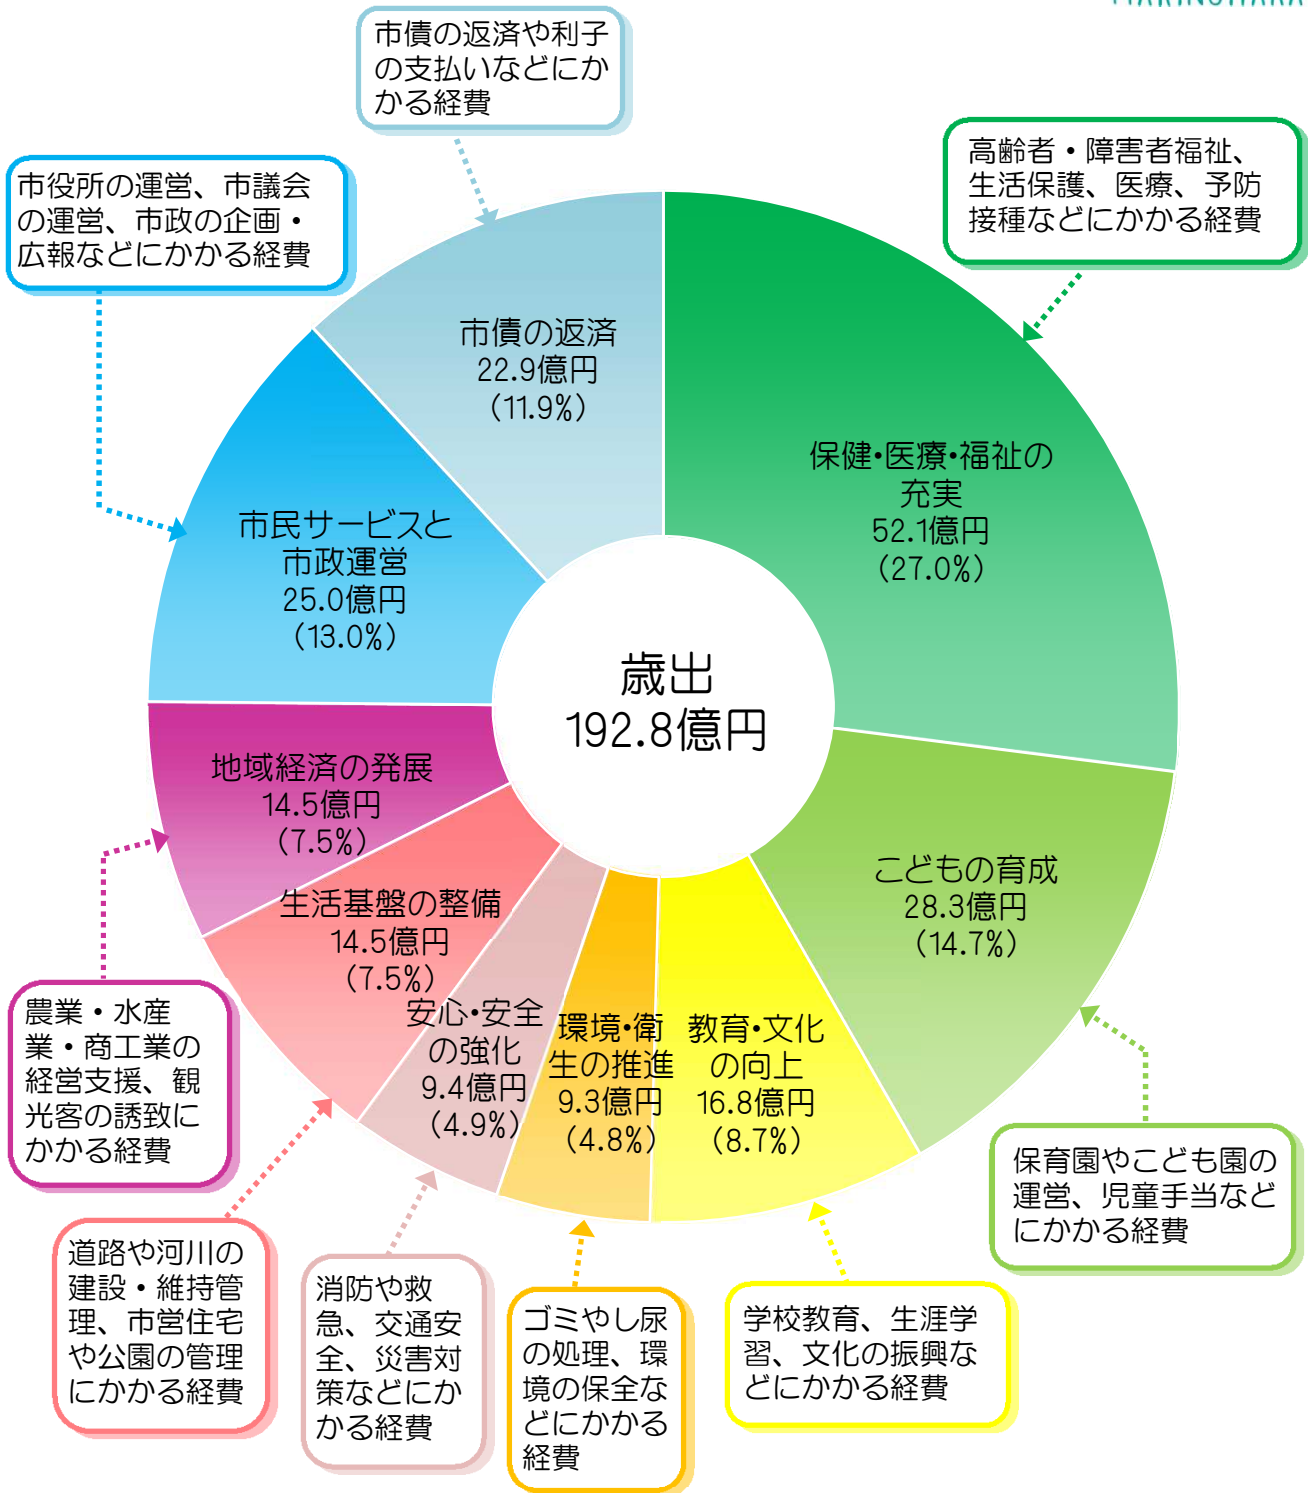 市債の返済や利子
の支払いなどにか
かる経費
高齢者・障害者福祉、
生活保護、医療、予防
接種などにかかる経費
市役所の運営、市議会
の運営、市政の企画・
広報などにかかる経費
市債の返済
22.9億円
(11.9%)
保健・医療・福祉の
充実
52.1億円
(27.0%)
市民サービスと
市政運営
25.0億円
(13.0%)
歳出
192.8億円
地域経済の発展
14.5億円
(7.5%)
こどもの育成
28.3億円
(14.7%)
生活基盤の整備
14.5億円
(7.5%)
安心・安全
の強化
9.4億円
(4.9%)
環境・衛
生の推進
9.3億円
(4.8%)
教育・文化
の向上
16.8億円
(8.7%)
農業・水産
業・商工業の
経営支援、観
光客の誘致に
かかる経費
保育園やこども園の
運営、児童手当など
にかかる経費
道路や河川の
建設・維持管
理、市営住宅
や公園の管理
にかかる経費
消防や救
急、交通安
全、災害対
策などにか
かる経費
ゴミやし尿
の処理、環
境の保全な
どにかかる
経費
学校教育、生涯学
習、文化の振興な
どにかかる経費